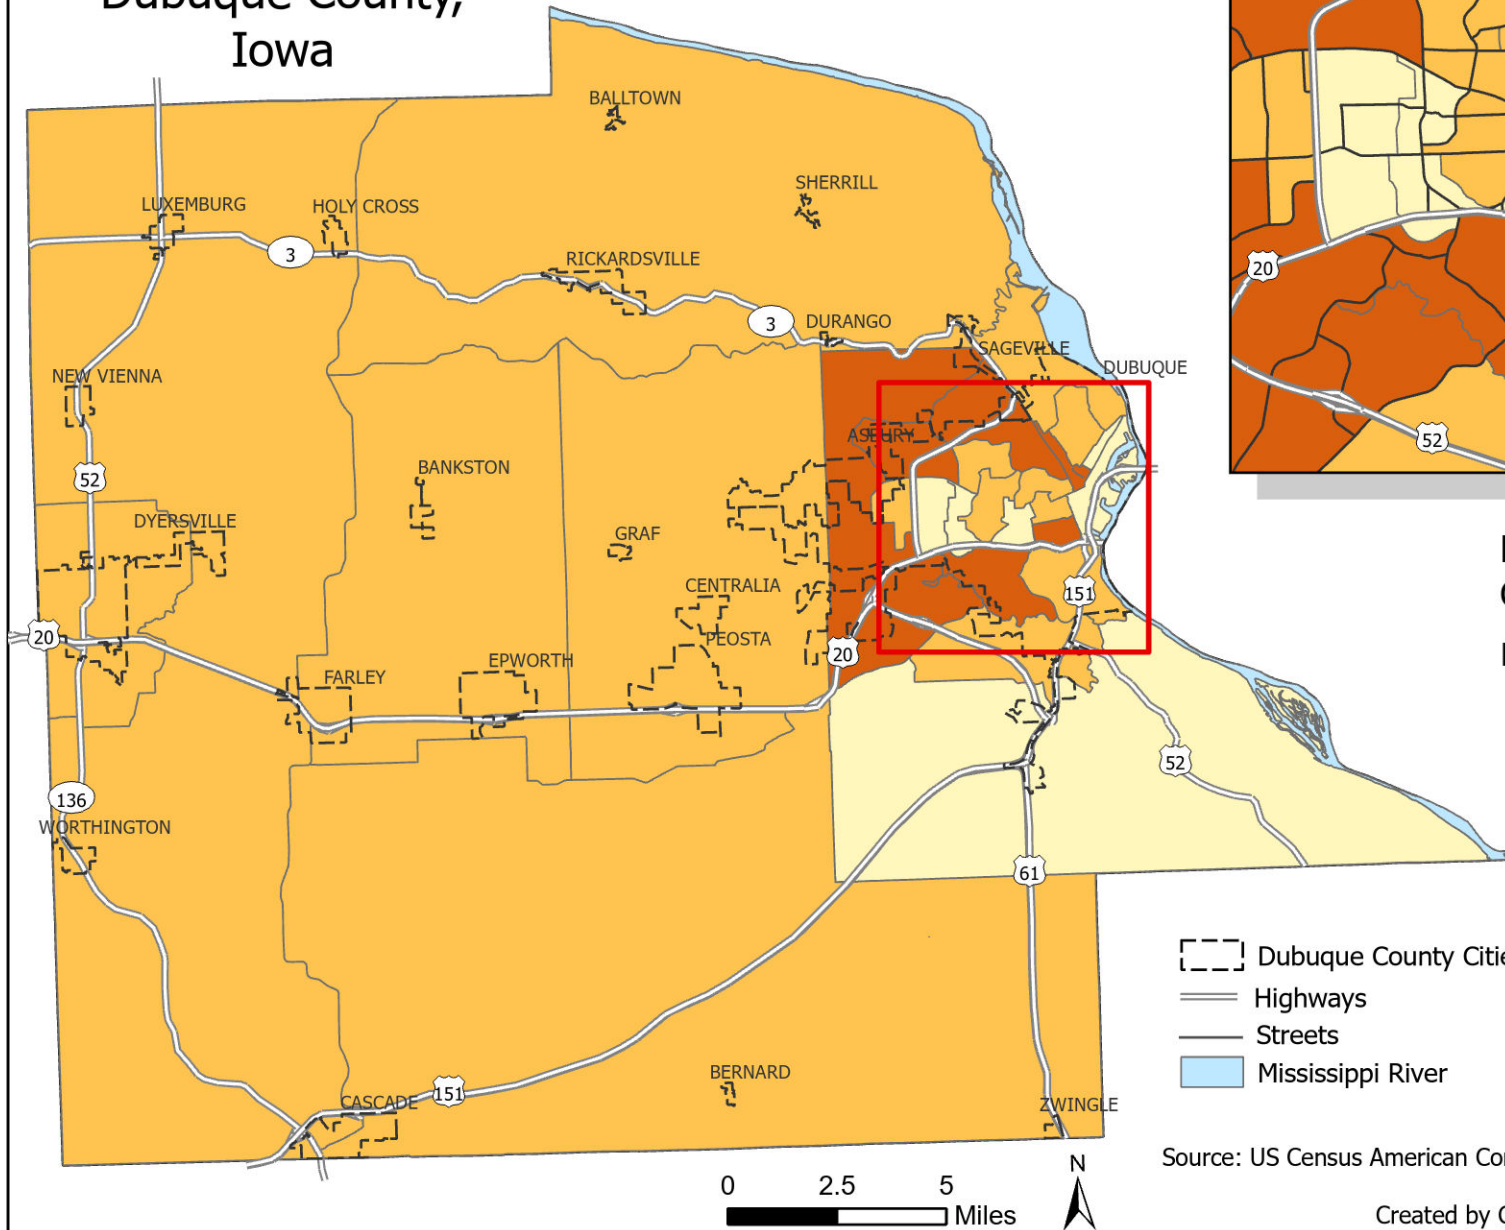 Dubuque County,
Iowa
BALLTOWN
SHERRILL
LUXEMBURG
HOLY CROSS
3
RICKARDSVILLE
3
DURANGO
SAGEVILLE
DUBUQUE
NEW VIENNA
ASBURY
52
BANKSTON
DYERSVILLE
GRAF
CENTRALIA
151
20
PEOSTA
20
EPWORTH
FARLEY
52
136
WORTHINGTON
61
BERNARD
151
CASCADE
ZWINGLE
20
52
Dubuque County Citie
Highways
Streets
Mississippi River
Source: US Census American Co
N
0 2.5 5
Miles
Created by